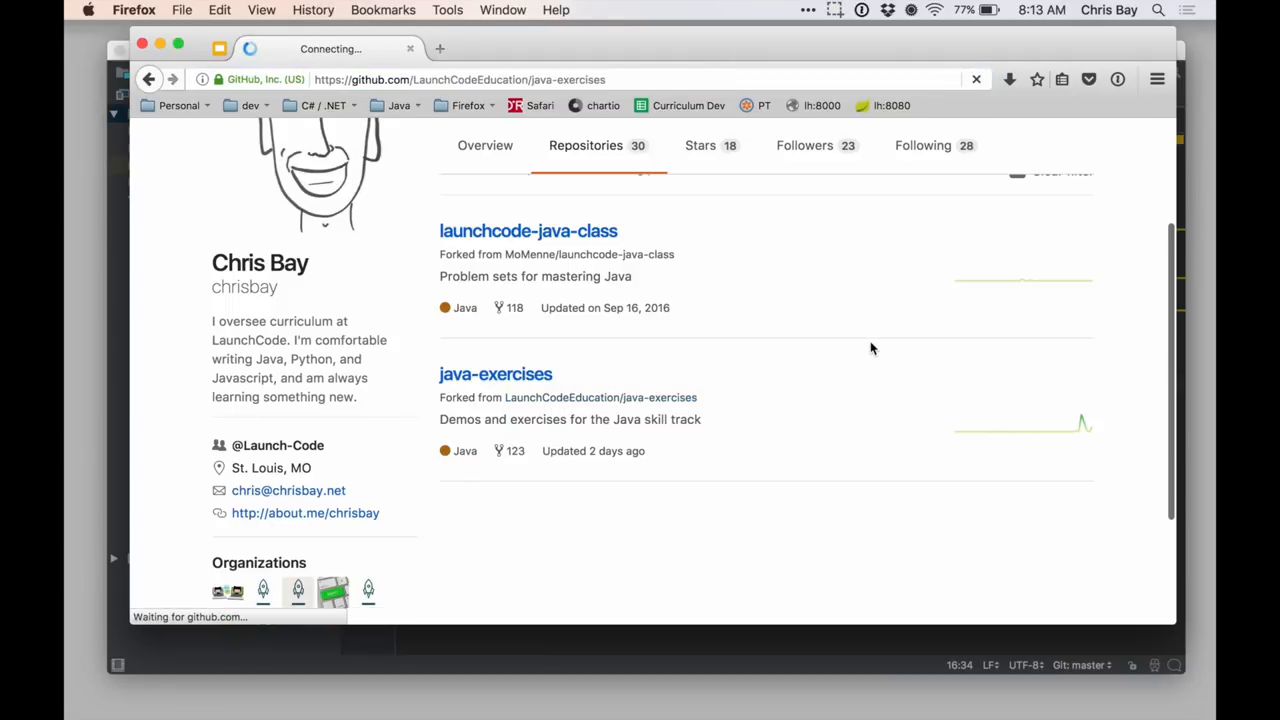 Firefox File Edit View History Bookmarks Tools Window Help 77% 8:13 AM Chris Bay
Connecting...
GitHub, Inc. (US) https://github.com/LaunchCodeEducation/java-exercises
Personal dev C# / .NET Java Firefox Safari chartio Curriculum Dev PT lh:8000 lh:8080
Overview Repositories 30 Stars 18 Followers 23 Following 28
launchcode-java-class
Forked from MoMenne/launchcode-java-class
Problem sets for mastering Java
Java 118 Updated on Sep 16, 2016
java-exercises
Forked from LaunchCodeEducation/java-exercises
Demos and exercises for the Java skill track
Java 123 Updated 2 days ago
Chris Bay
chrisbay
I oversee curriculum at
LaunchCode. I'm comfortable
writing Java, Python, and
Javascript, and am always
learning something new.
@Launch-Code
St. Louis, MO
chris@chrisbay.net
http://about.me/chrisbay
Organizations
Waiting for github.com...
16:34 LF UTF-8 Git: master